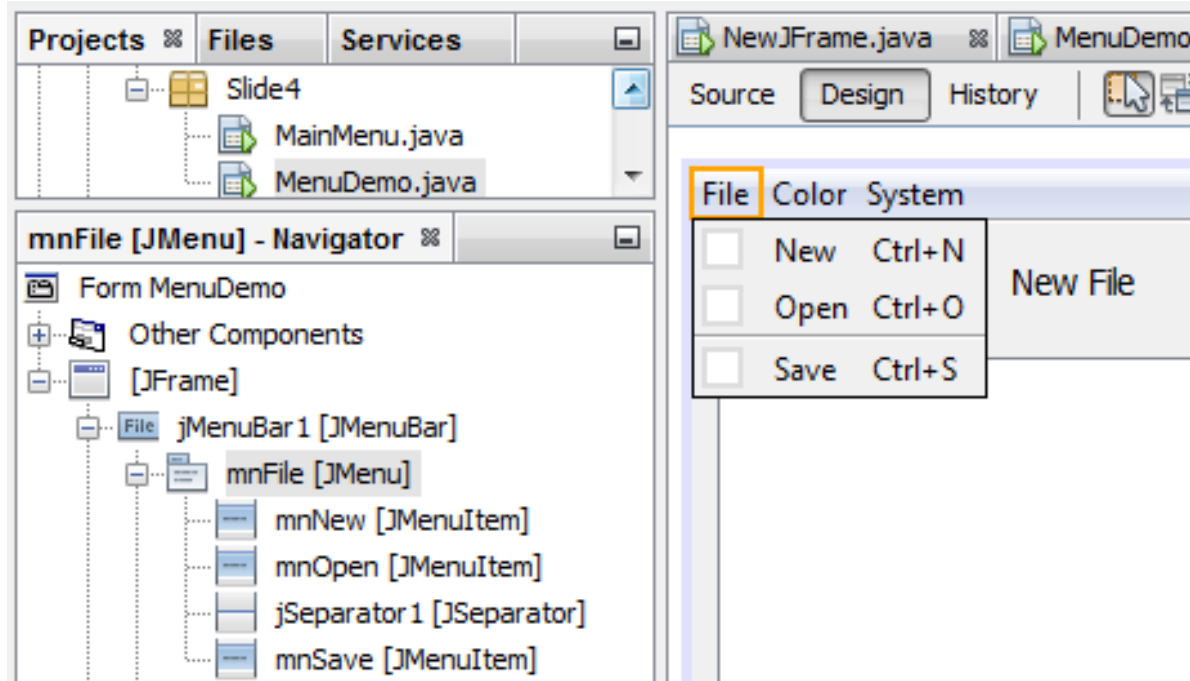 Projects Files Services
Slide4
MainMenu.java
MenuDemo.java
mnFile [JMenu] - Navigator
Form MenuDemo
Other Components
[JFrame]
File jMenuBar1 [JMenuBar]
mnFile [JMenu]
mnNew [JMenuItem]
mnOpen [JMenuItem]
jSeparator1 [JSeparator]
mnSave [JMenuItem]
NewJFrame.java MenuDemo
Source Design History
File Color System
New Ctrl+N
Open Ctrl+O
Save Ctrl+S
New File